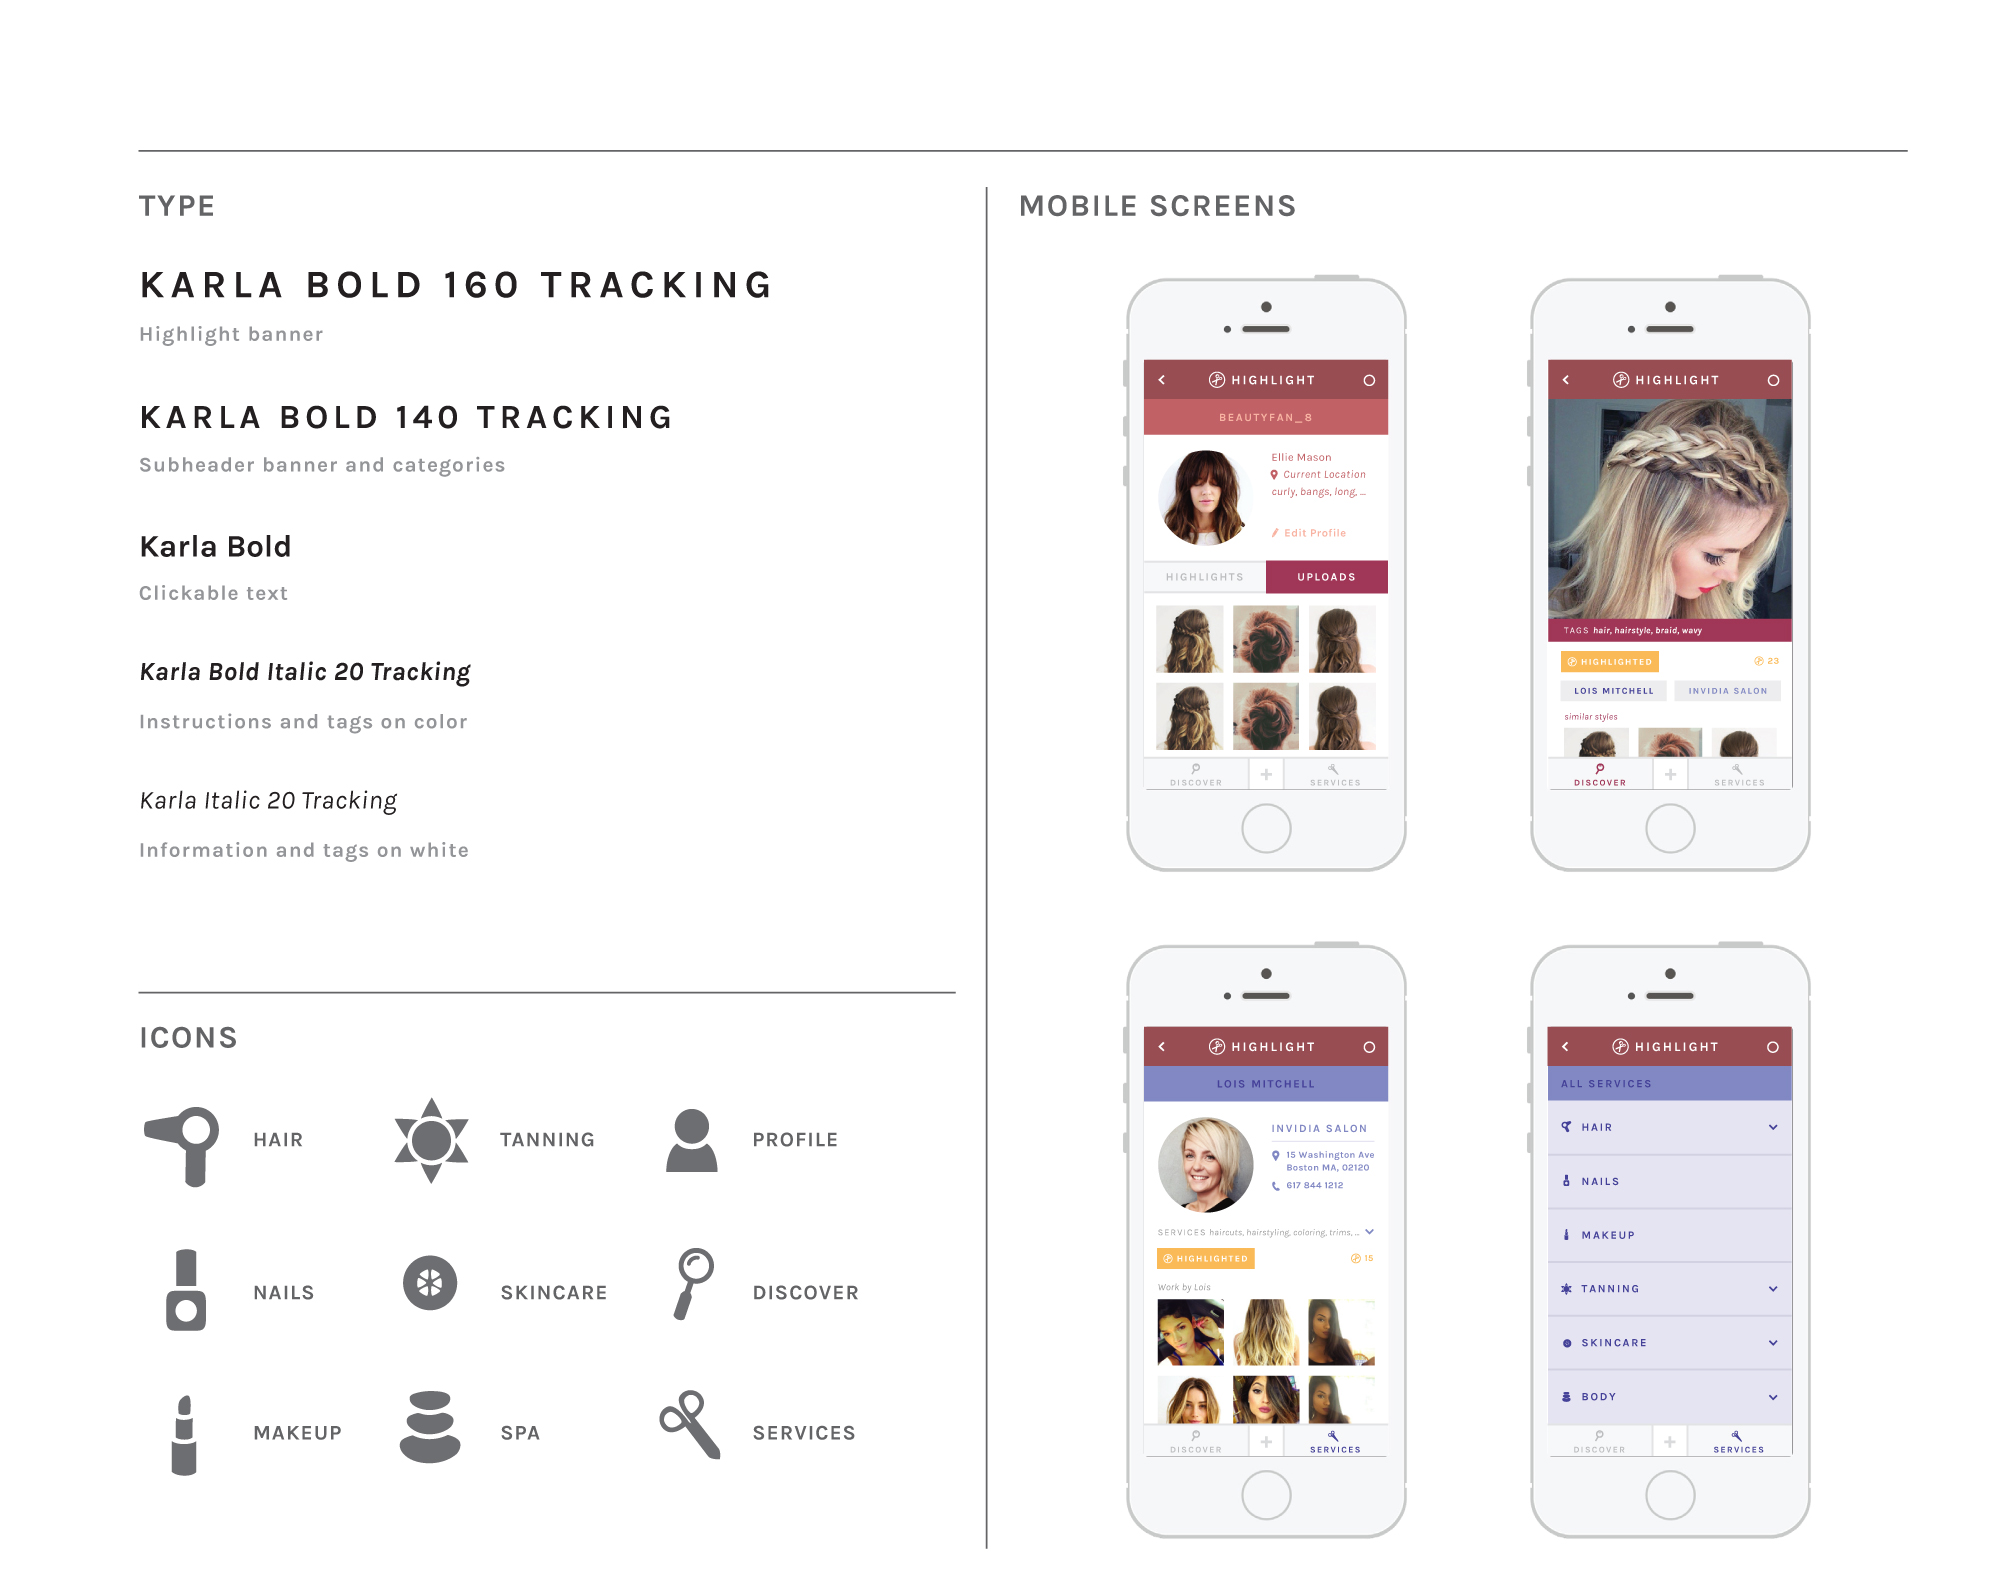 TYPE
KARLA BOLD 160 TRACKING
Highlight banner
KARLA BOLD 140 TRACKING
Subheader banner and categories
Karla Bold
Clickable text
Karla Bold Italic 20 Tracking
Instructions and tags on color
Karla Italic 20 Tracking
Information and tags on white
ICONS
HAIR
TANNING
PROFILE
NAILS
SKINCARE
DISCOVER
MAKEUP
SPA
SERVICES
MOBILE SCREENS
HIGHLIGHT
BEAUTYFAN_8
Ellie Mason
Current Location
curly, bangs, long, ...
Edit Profile
HIGHLIGHTS
UPLOADS
DISCOVER
+
SERVICES
HIGHLIGHT
TAGS hair, hairstyle, braid, wavy
HIGHLIGHTED
23
LOIS MITCHELL
INVIDIA SALON
similar styles
DISCOVER
+
SERVICES
HIGHLIGHT
LOIS MITCHELL
INVIDIA SALON
15 Washington Ave
Boston MA, 02120
617 844 1212
SERVICES haircuts, hairstyling, coloring, trims, ...
HIGHLIGHTED
15
Work by Lois
DISCOVER
+
SERVICES
HIGHLIGHT
ALL SERVICES
HAIR
NAILS
MAKEUP
TANNING
SKINCARE
BODY
DISCOVER
+
SERVICES